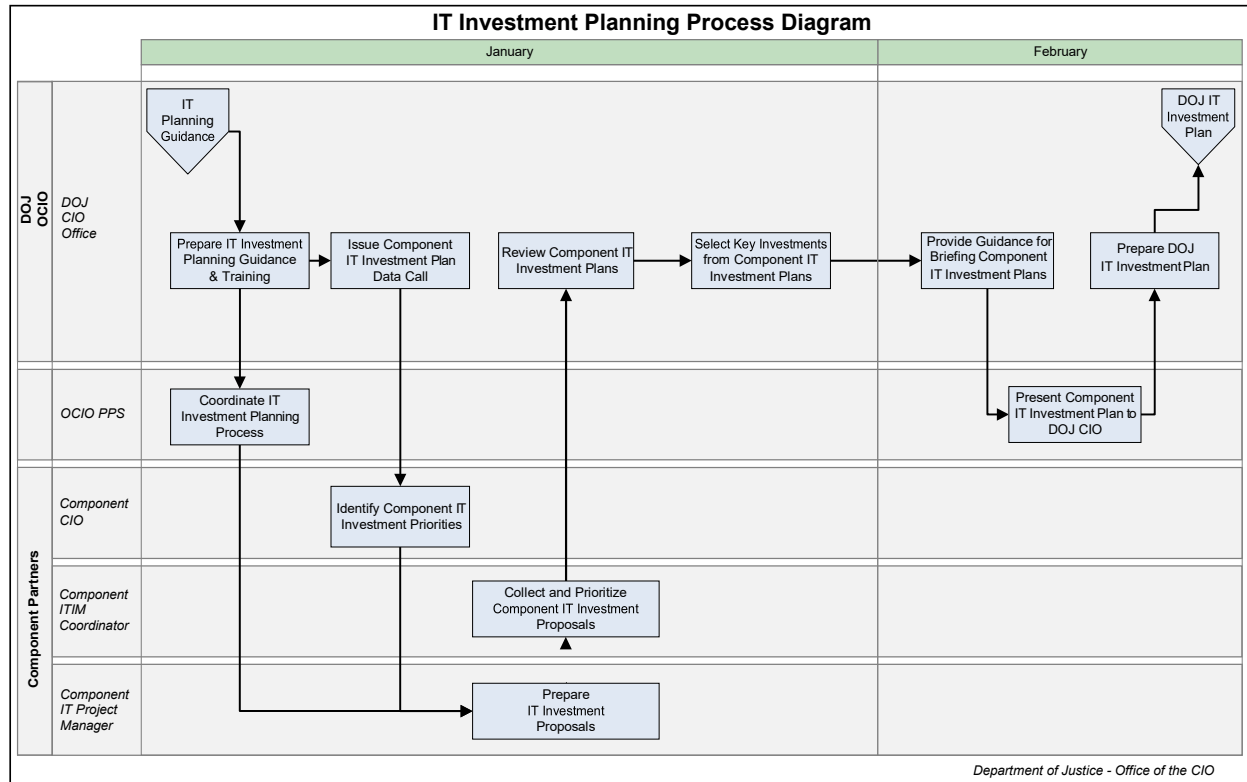 IT Investment Planning Process Diagram
January
February
DOJ
OCIO
DOJ
CIO
Office
IT
Planning
Guidance
DOJ IT
Investment
Plan
Prepare IT Investment
Planning Guidance
& Training
Issue Component
IT Investment Plan
Data Call
Review Component IT
Investment Plans
Select Key Investments
from Component IT
Investment Plans
Provide Guidance for
Briefing Component
IT Investment Plans
Prepare DOJ
IT Investment Plan
OCIO PPS
Coordinate IT
Investment Planning
Process
Present Component
IT Investment Plan to
DOJ CIO
Component Partners
Component
CIO
Identify Component IT
Investment Priorities
Component
ITIM
Coordinator
Collect and Prioritize
Component IT Investment
Proposals
Component
IT Project
Manager
Prepare
IT Investment
Proposals
Department of Justice - Office of the CIO